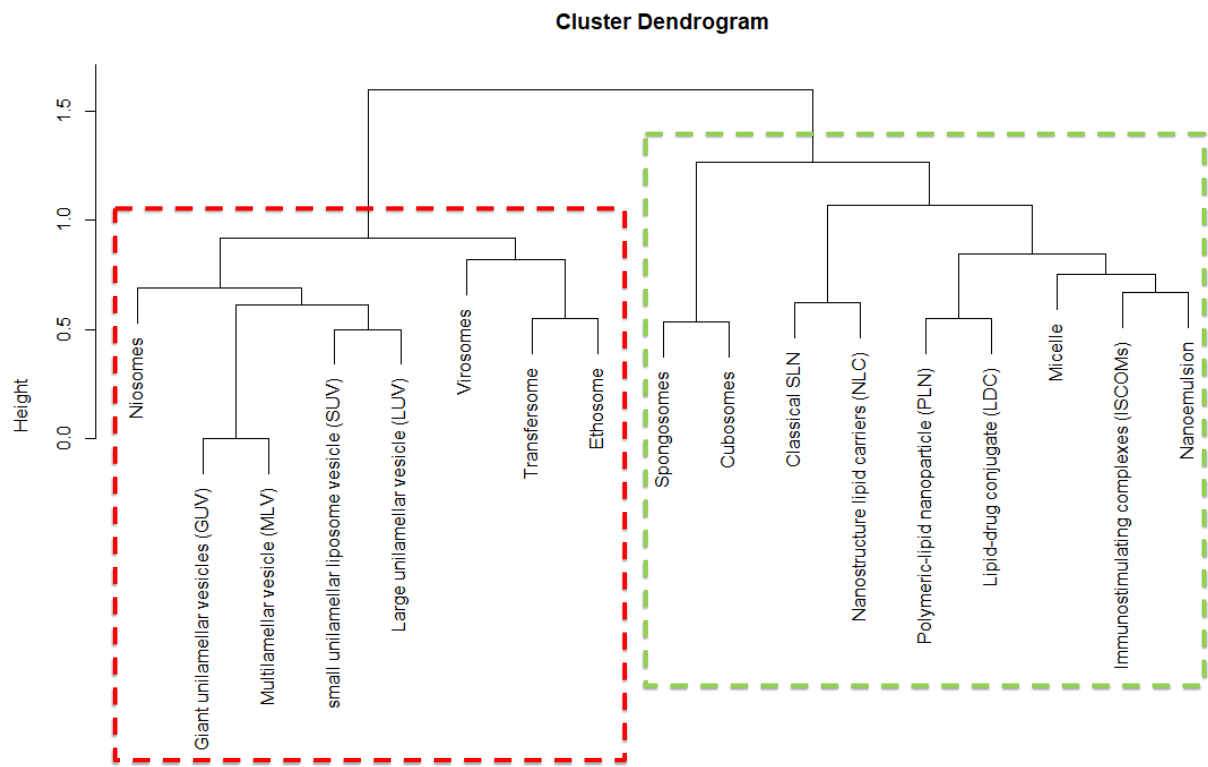 Cluster Dendrogram
Height
1.5
1.0
0.5
0.0
Niosomes
Giant unilamellar vesicles (GUV)
Multilamellar vesicle (MLV)
small unilamellar liposome vesicle (SUV)
Large unilamellar vesicle (LUV)
Virosomes
Transfersome
Ethosome
Spongosomes
Cubosomes
Classical SLN
Nanostructure lipid carriers (NLC)
Polymeric-lipid nanoparticle (PLN)
Lipid-drug conjugate (LDC)
Micelle
Immunostimulating complexes (ISCOMs)
Nanoemulsion